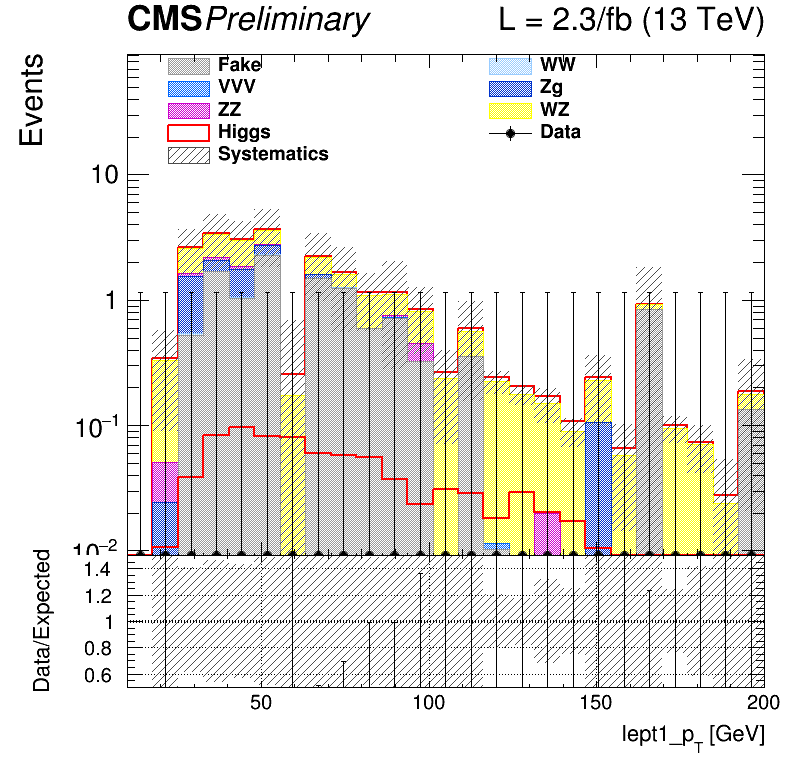 CMS Preliminary L = 2.3/fb (13 TeV)
Events
Fake WW
VVV Zg
ZZ WZ
Higgs Data
Systematics
10
1
10−1
10−2
Data/Expected
1.4
1.2
1
0.8
0.6
50 100 150 200
lept1_pT [GeV]